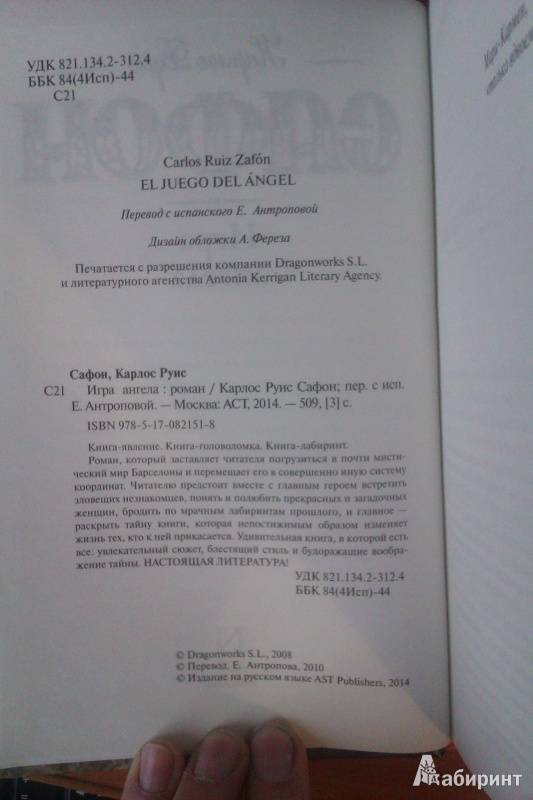 УДК 821.134.2-312.4
ББК 84(4Исп)-44
С21
Carlos Ruiz Zafón
EL JUEGO DEL ÁNGEL
Перевод с испанского Е. Антроповой
Дизайн обложки А. Фереза
Печатается с разрешения компании Dragonworks S.L.
и литературного агентства Antonia Kerrigan Literary Agency.
Сафон, Карлос Руис
С21 Игра ангела : роман / Карлос Руис Сафон; пер. с исп.
Е. Антроповой. — Москва: АСТ, 2014. — 509, [3] с.
ISBN 978-5-17-082151-8
Книга-явление. Книга-головоломка. Книга-лабиринт.
Роман, который заставляет читателя погрузиться в почти мисти-
ческий мир Барселоны и перемещает его в совершенно иную систему
координат. Читателю предстоит вместе с главным героем встретить
зловещих незнакомцев, понять и полюбить прекрасных и загадочных
женщин, бродить по мрачным лабиринтам прошлого, и главное —
раскрыть тайну книги, которая непостижимым образом изменяет
жизнь тех, кто к ней прикасается. Удивительная книга, в которой есть
все: увлекательный сюжет, блестящий стиль и будоражащие вообра-
жение тайны. НАСТОЯЩАЯ ЛИТЕРАТУРА!
УДК 821.134.2-312.4
ББК 84(4Исп)-44
© Dragonworks S.L., 2008
© Перевод. Е. Антропова, 2010
© Издание на русском языке AST Publishers, 2014
Мари-Кармен,
Лабиринт